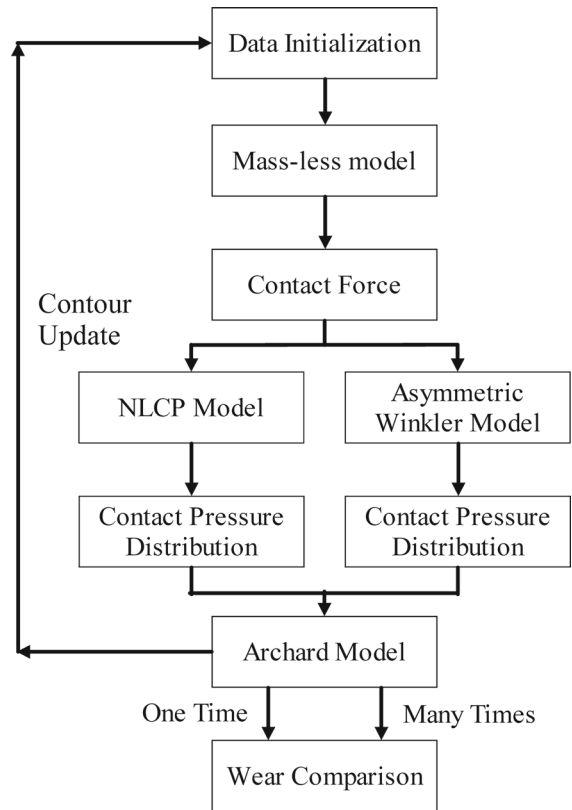 Data Initialization
Mass-less model
Contact Force
Contour
Update
NLCP Model
Asymmetric
Winkler Model
Contact Pressure
Distribution
Contact Pressure
Distribution
Archard Model
One Time
Many Times
Wear Comparison